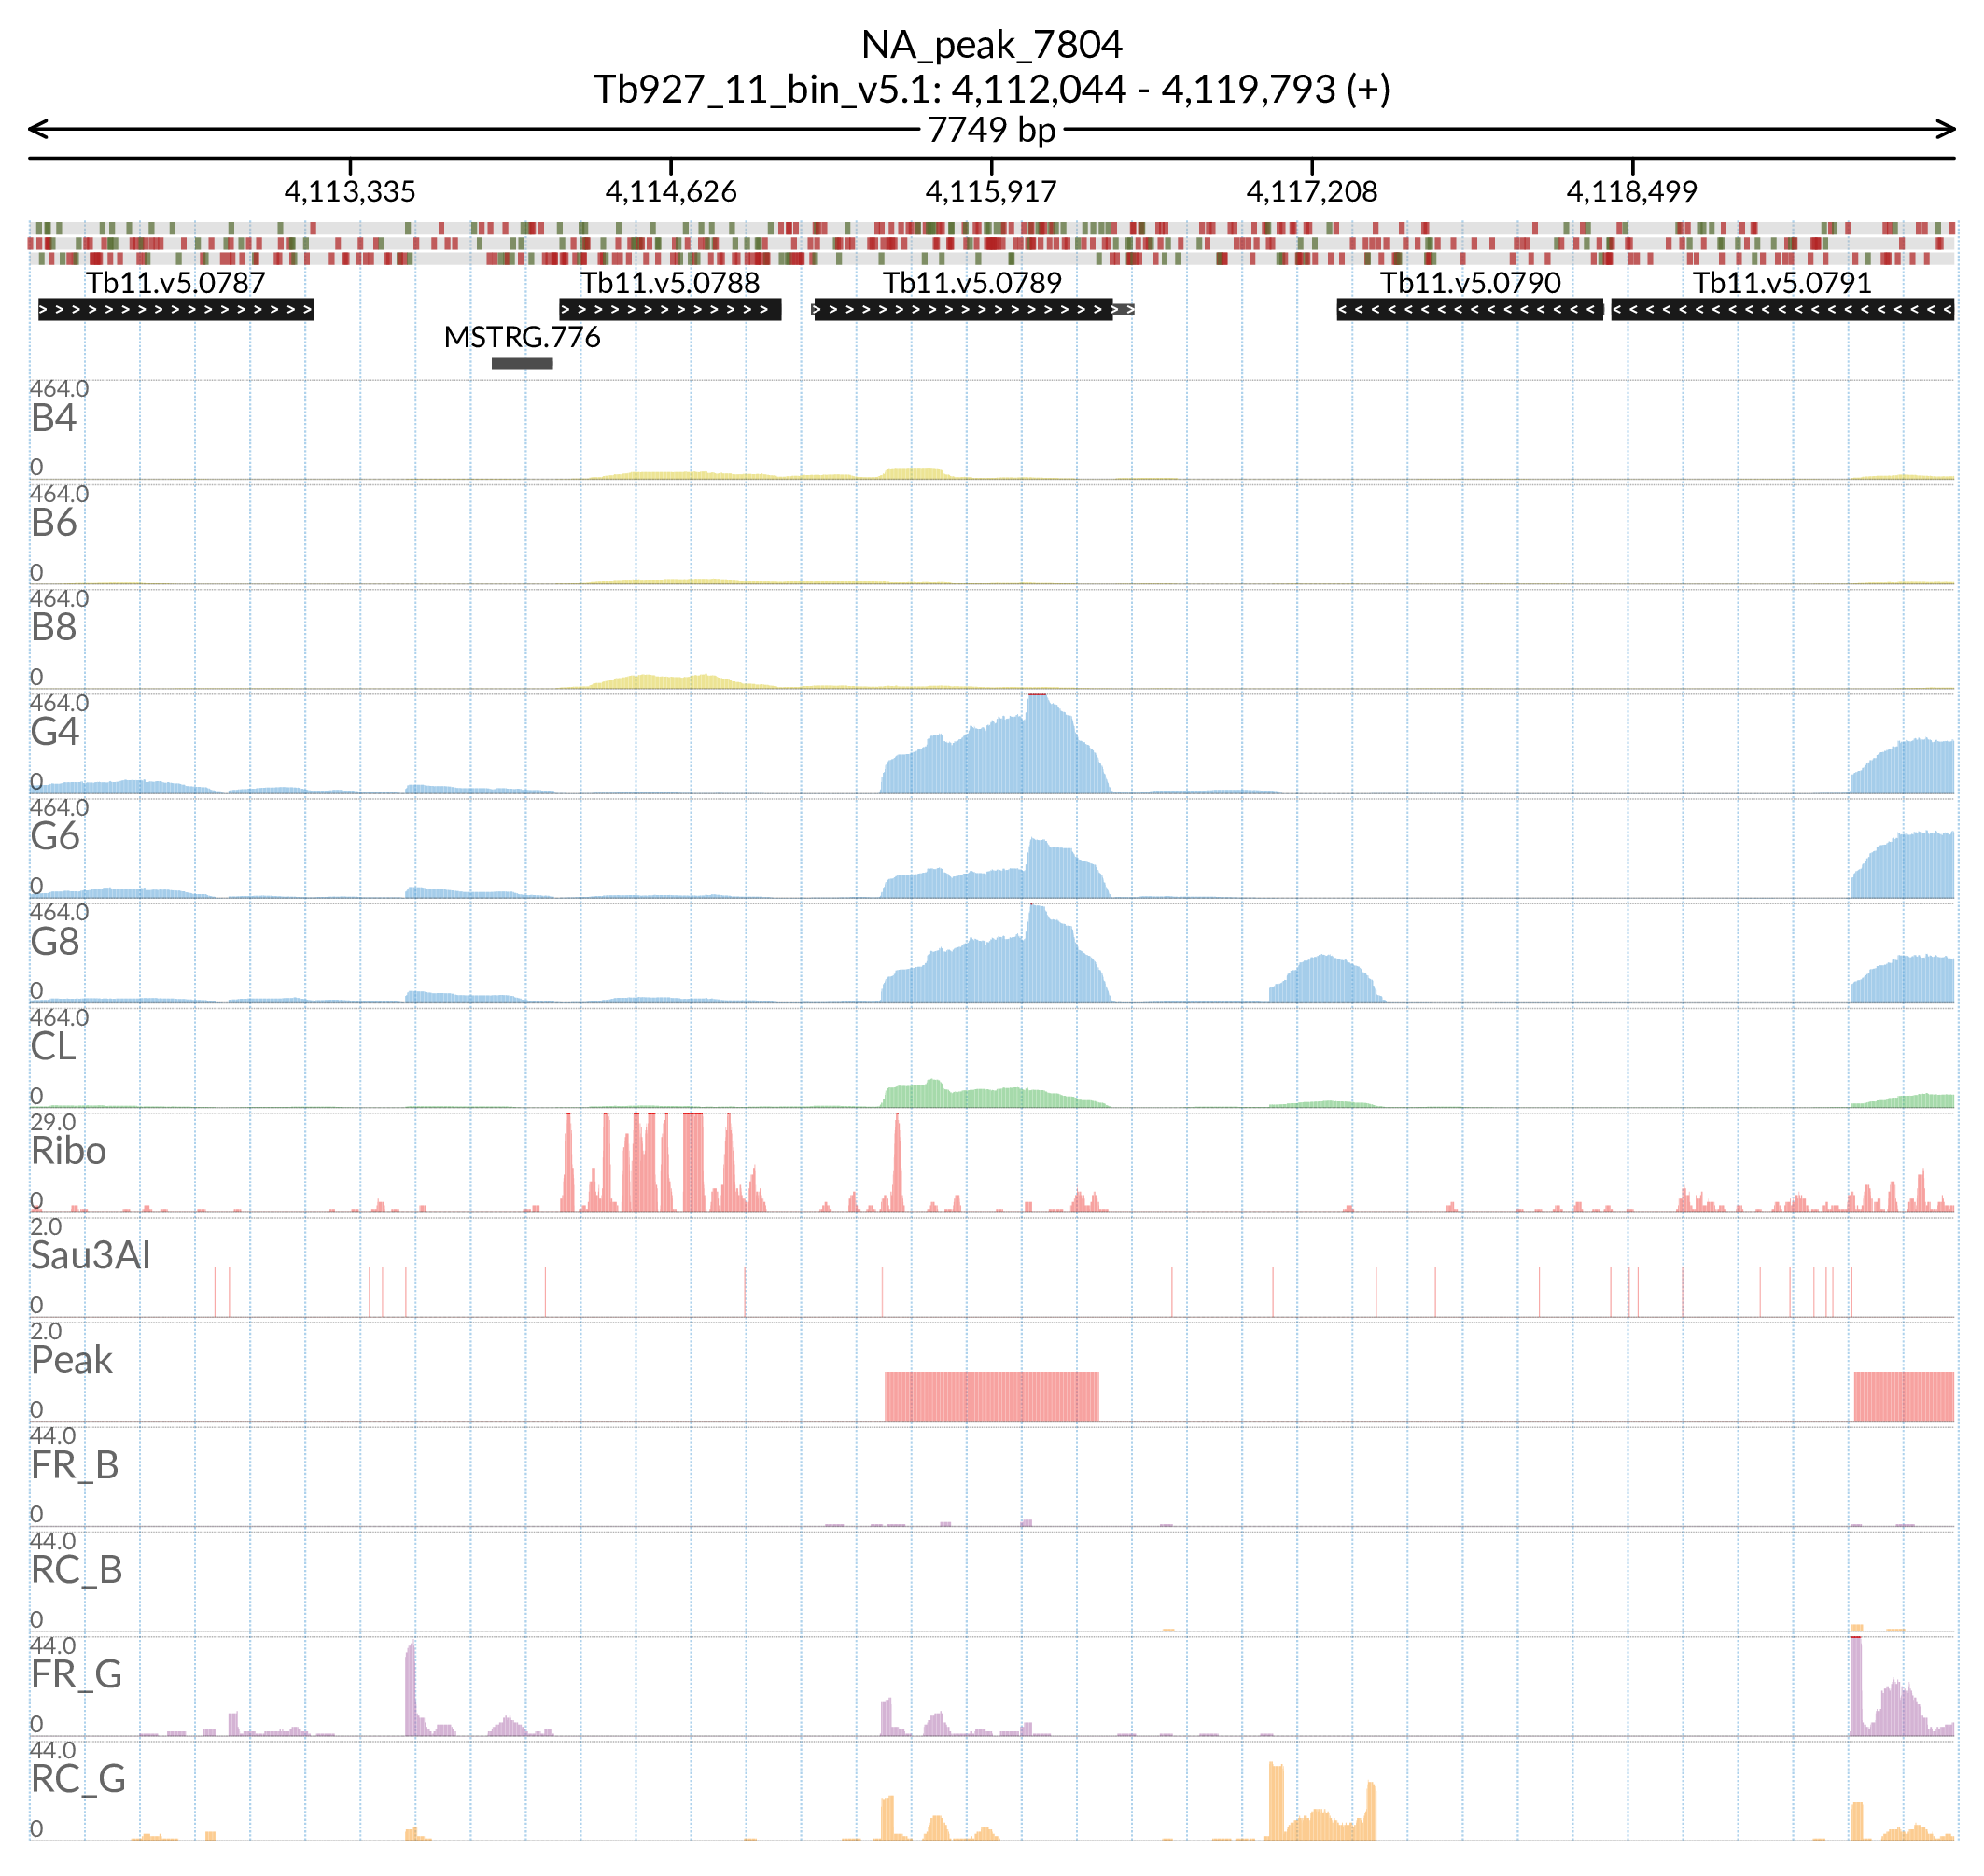 NA_peak_7804
Tb927_11_bin_v5.1: 4,112,044 - 4,119,793 (+)
7749 bp
4,113,335 4,114,626 4,115,917 4,117,208 4,118,499
Tb11.v5.0787 Tb11.v5.0788 Tb11.v5.0789 Tb11.v5.0790 Tb11.v5.0791
MSTRG.776
464.0
B4
0
464.0
B6
0
464.0
B8
0
464.0
G4
0
464.0
G6
0
464.0
G8
0
464.0
CL
0
29.0
Ribo
0
2.0
Sau3AI
0
2.0
Peak
0
44.0
FR_B
0
44.0
RC_B
0
44.0
FR_G
0
44.0
RC_G
0